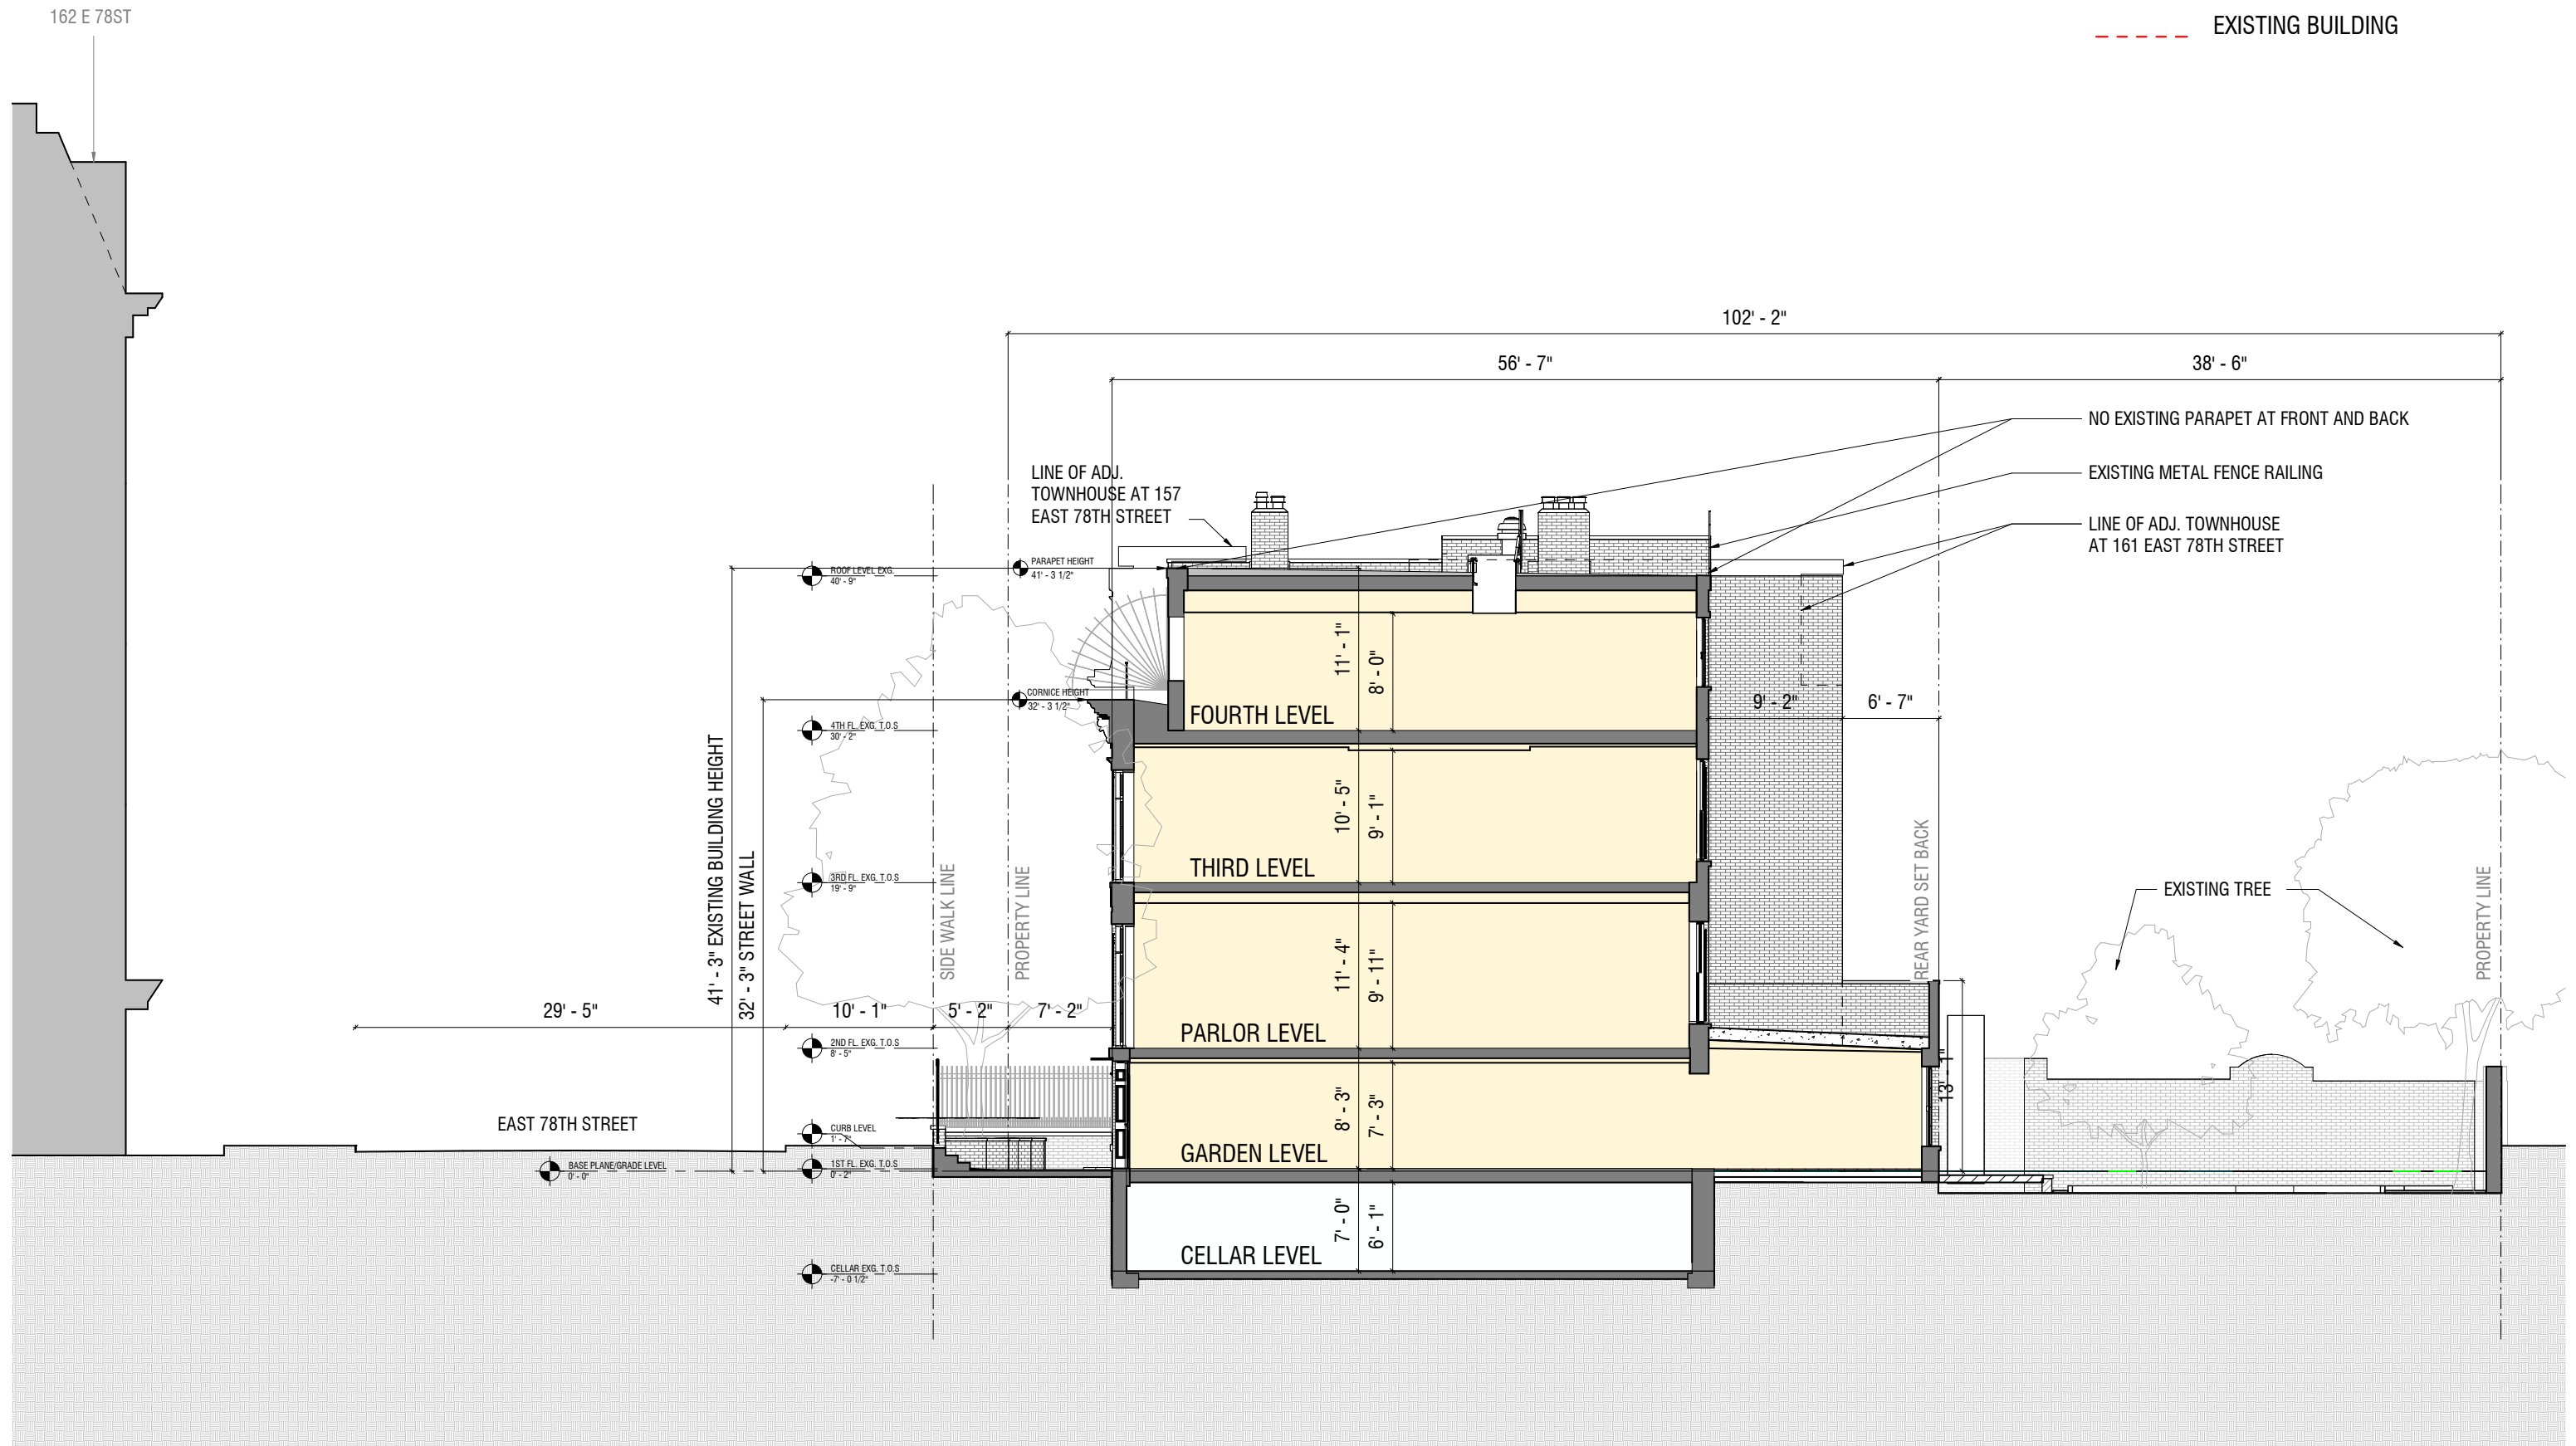 162 E 78ST
EXISTING BUILDING
102' - 2"
56' - 7"
38' - 6"
NO EXISTING PARAPET AT FRONT AND BACK
EXISTING METAL FENCE RAILING
LINE OF ADJ. TOWNHOUSE
AT 161 EAST 78TH STREET
LINE OF ADJ.
TOWNHOUSE AT 157
EAST 78TH STREET
PARAPET HEIGHT
41' - 3 1/2"
ROOF LEVEL EXG.
40' - 9"
CORNICE HEIGHT
32' - 3 1/2"
4TH FL. EXG. T.O.S
30' - 2"
3RD FL. EXG. T.O.S
19' - 9"
2ND FL. EXG. T.O.S
8' - 5"
CURB LEVEL
1' - 7"
1ST FL. EXG. T.O.S
0' - 2"
BASE PLANE/GRADE LEVEL
0' - 0"
CELLAR EXG. T.O.S
-7' - 0 1/2"
41' - 3" EXISTING BUILDING HEIGHT
32' - 3" STREET WALL
SIDE WALK LINE
PROPERTY LINE
29' - 5"
10' - 1"
5' - 2"
7' - 2"
EAST 78TH STREET
11' - 1"
8' - 0"
FOURTH LEVEL
9' - 2"
6' - 7"
10' - 5"
9' - 1"
THIRD LEVEL
11' - 4"
9' - 11"
PARLOR LEVEL
8' - 3"
7' - 3"
GARDEN LEVEL
7' - 0"
6' - 1"
CELLAR LEVEL
REAR YARD SET BACK
EXISTING TREE
PROPERTY LINE